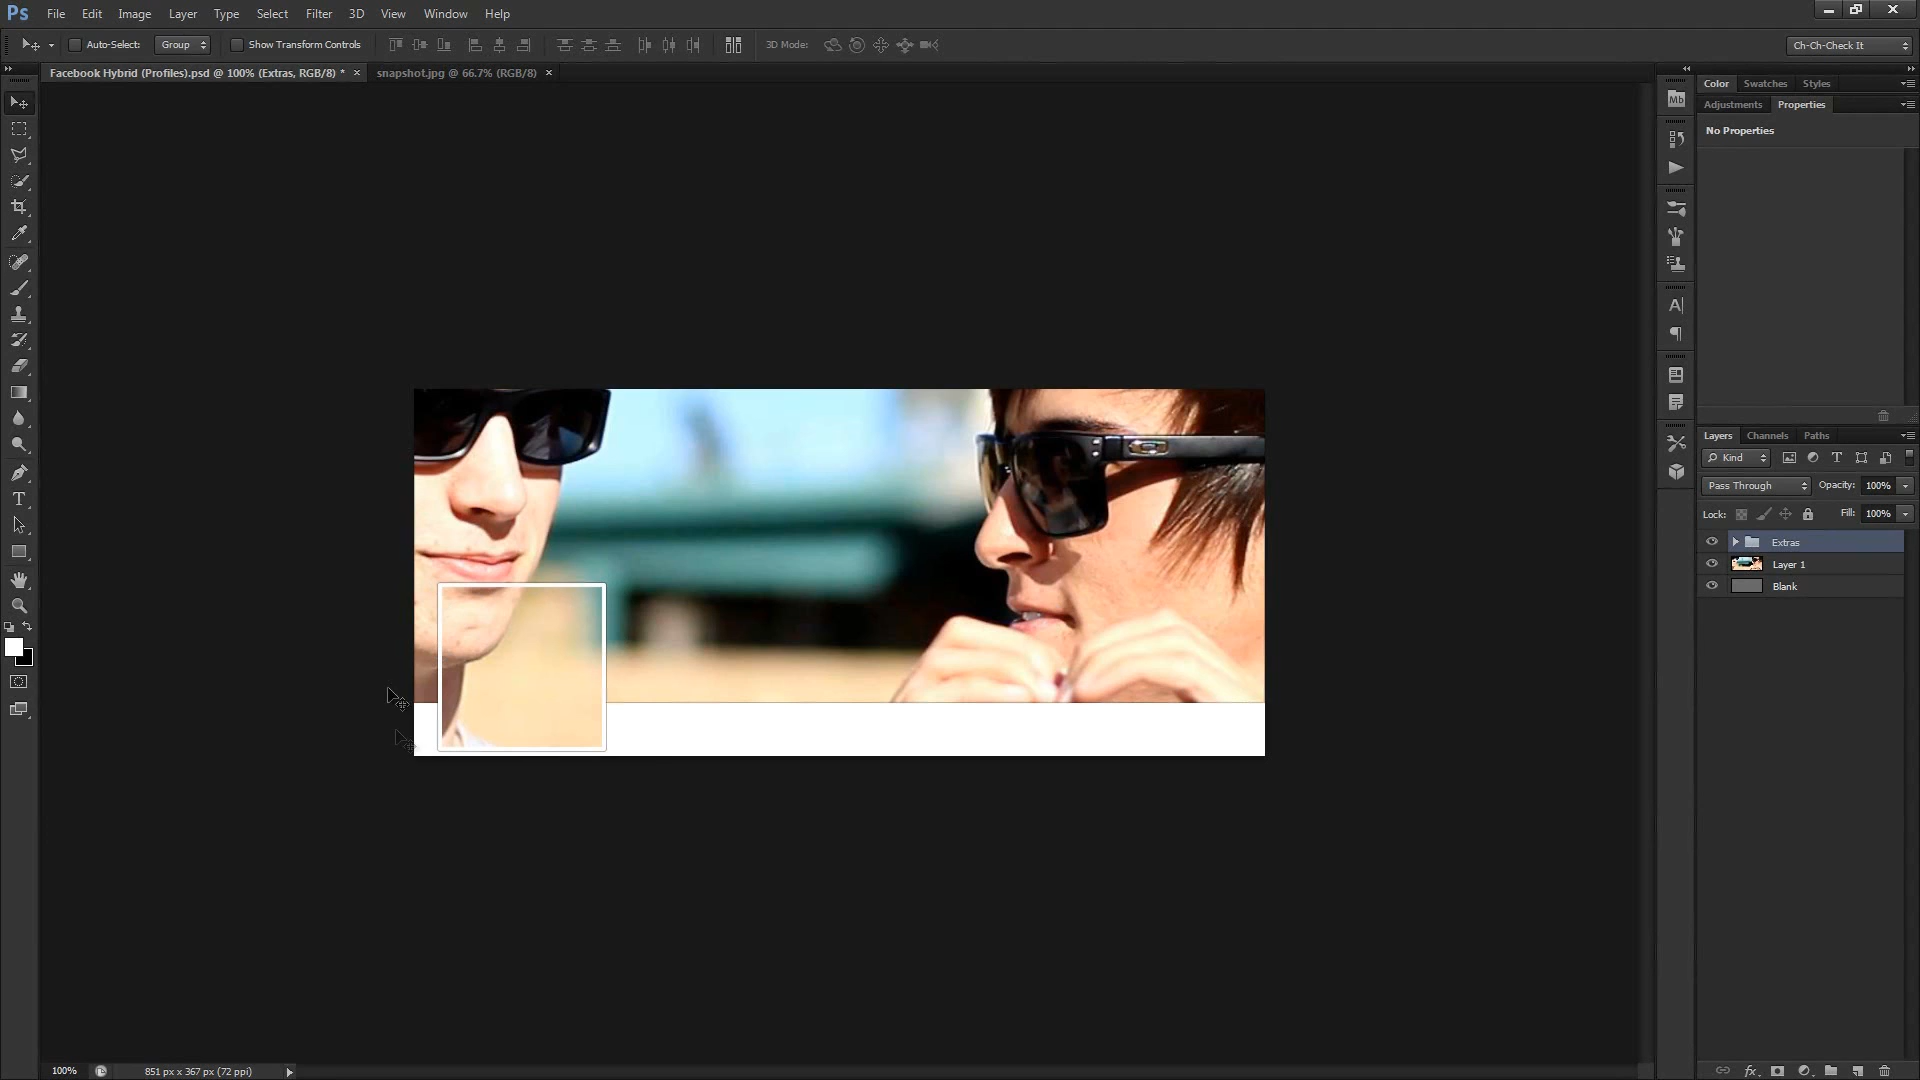 Ps File Edit Image Layer Type Select Filter 3D View Window Help
Auto-Select: Group Show Transform Controls 3D Mode: Ch-Ch-Check It
Facebook Hybrid (Profiles).psd @ 100% (Extras, RGB/8) * × snapshot.jpg @ 66.7% (RGB/8) ×
Color Swatches Styles
Adjustments Properties
No Properties
Mb
Layers Channels Paths
Kind
Pass Through Opacity: 100%
Lock: Fill: 100%
Extras
Layer 1
Blank
100% 851 px x 367 px (72 ppi)
fx